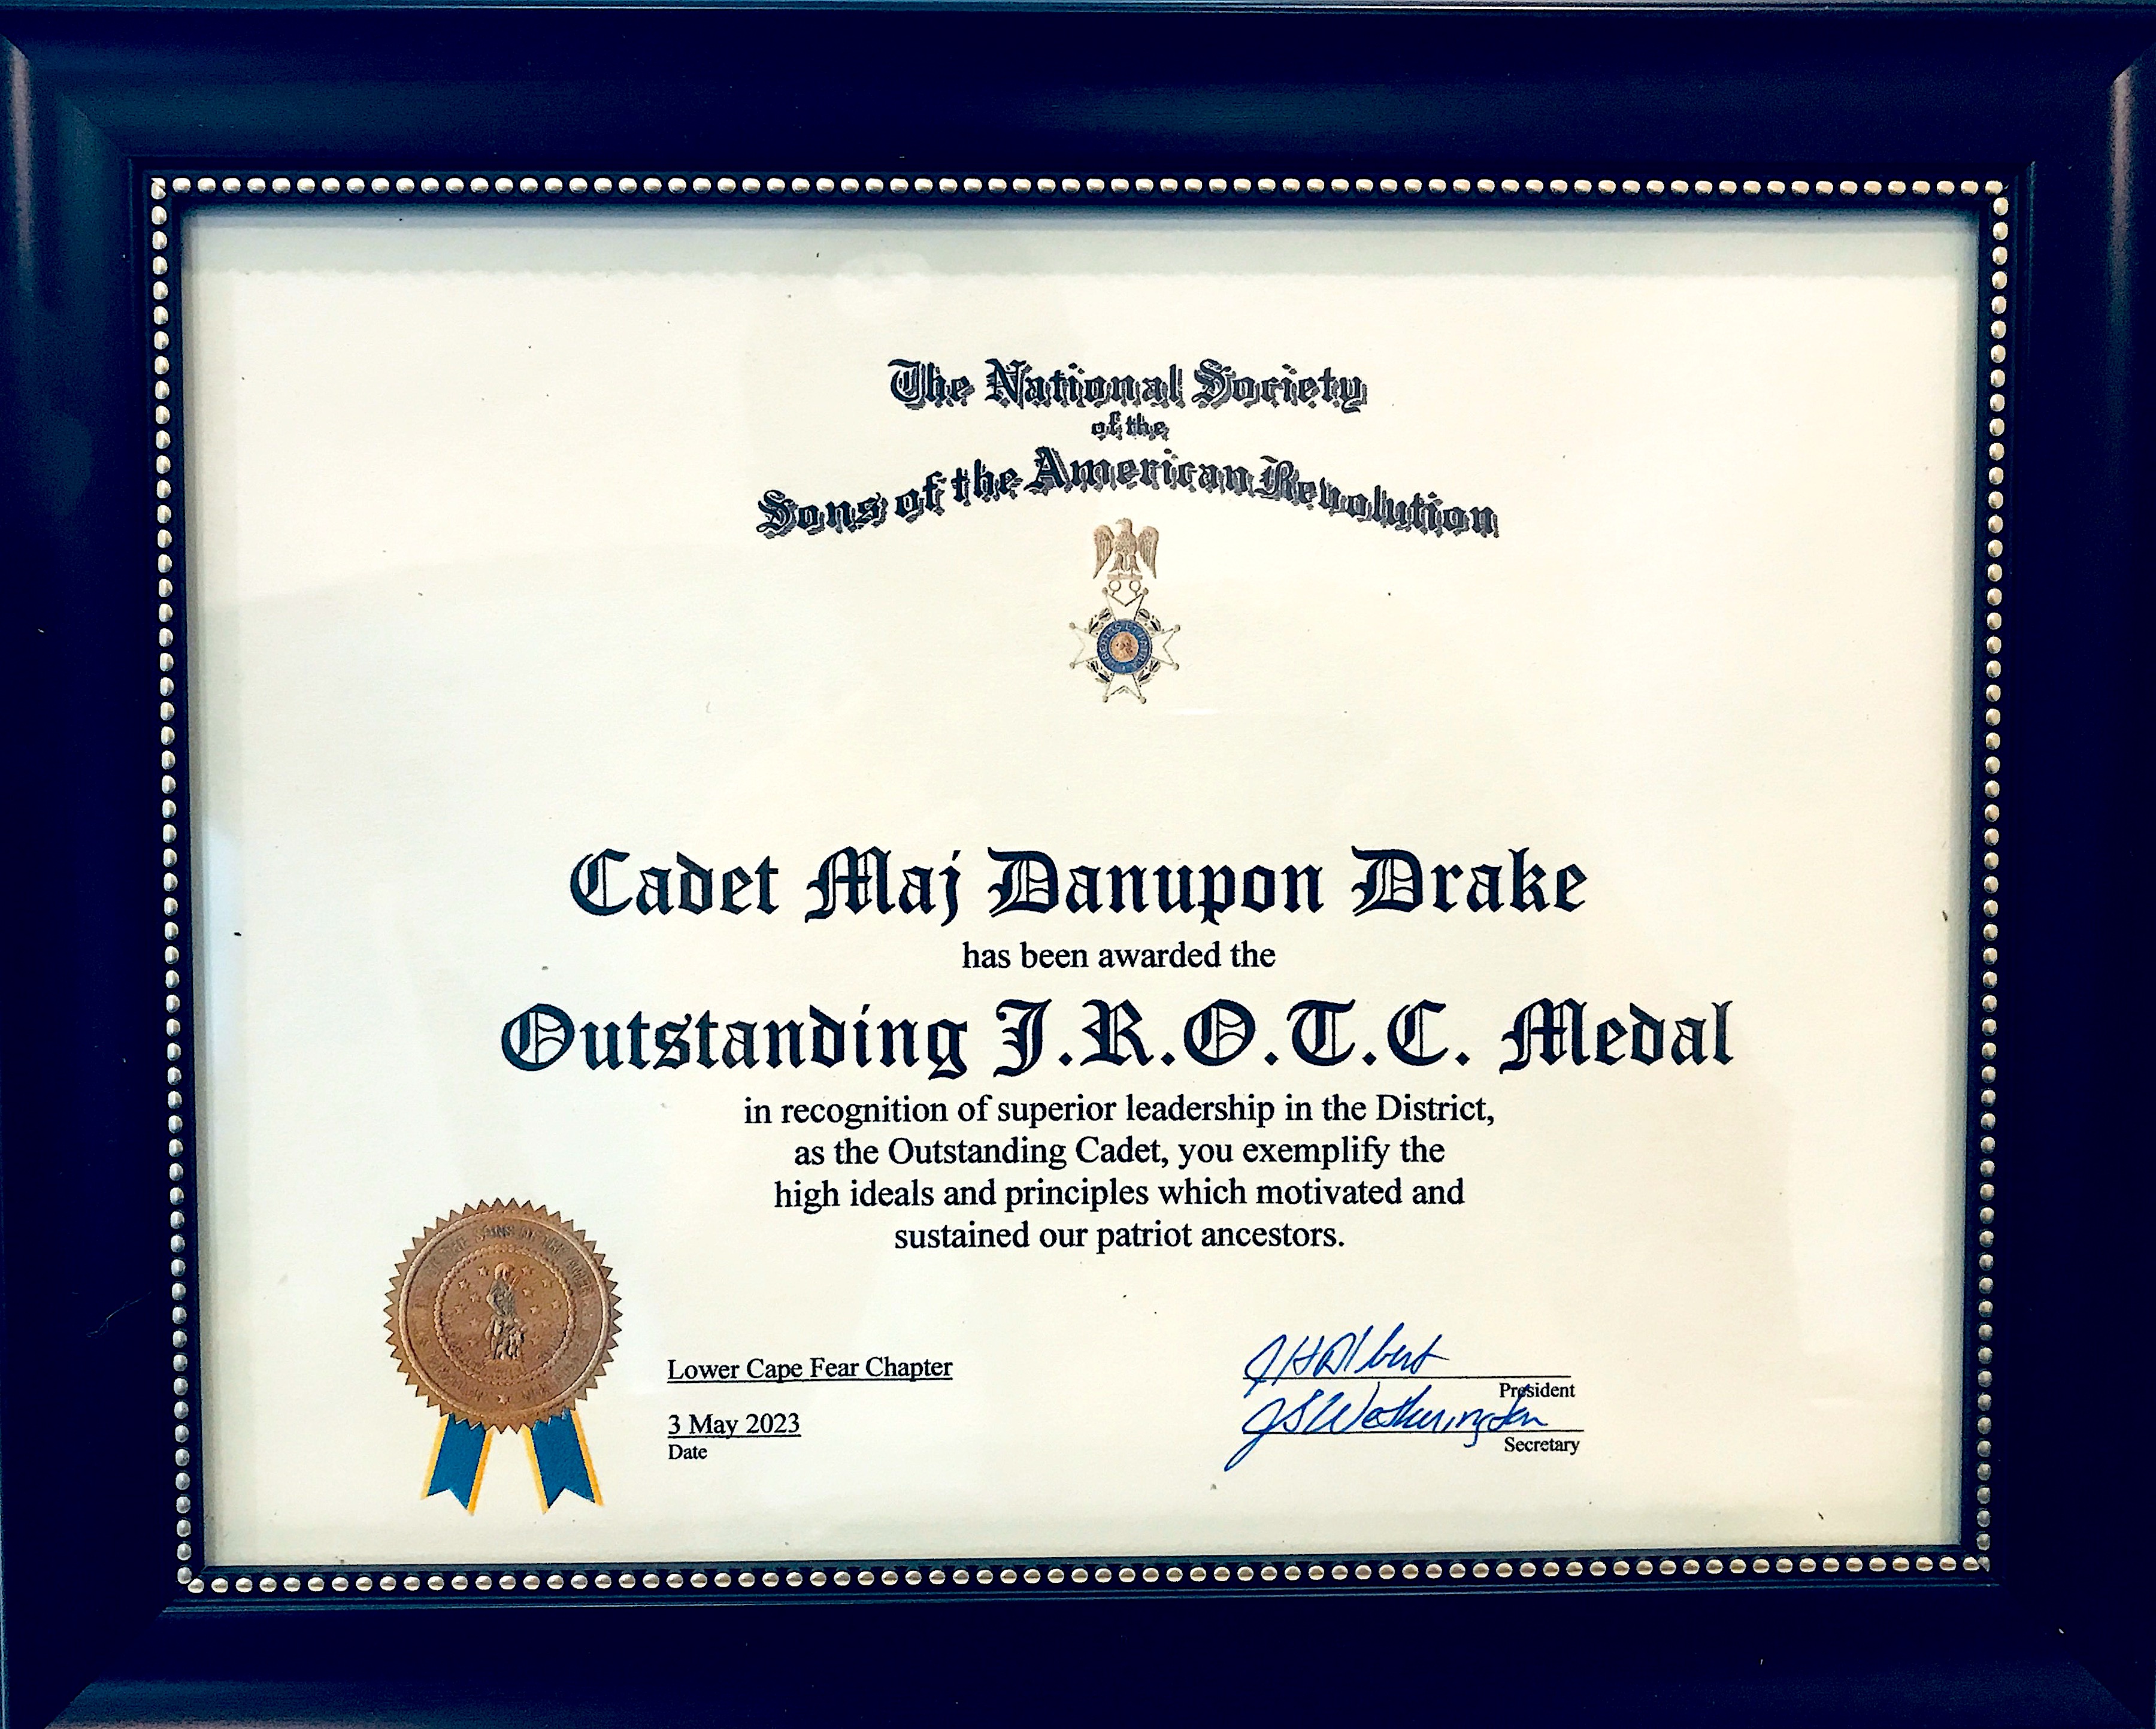 The National Society
of the
Sons of the American Revolution
Cadet Maj Danupon Drake
has been awarded the
Outstanding J.R.O.T.C. Medal
in recognition of superior leadership in the District,
as the Outstanding Cadet, you exemplify the
high ideals and principles which motivated and
sustained our patriot ancestors.
Lower Cape Fear Chapter
3 May 2023
Date
President
JSWetherington
Secretary